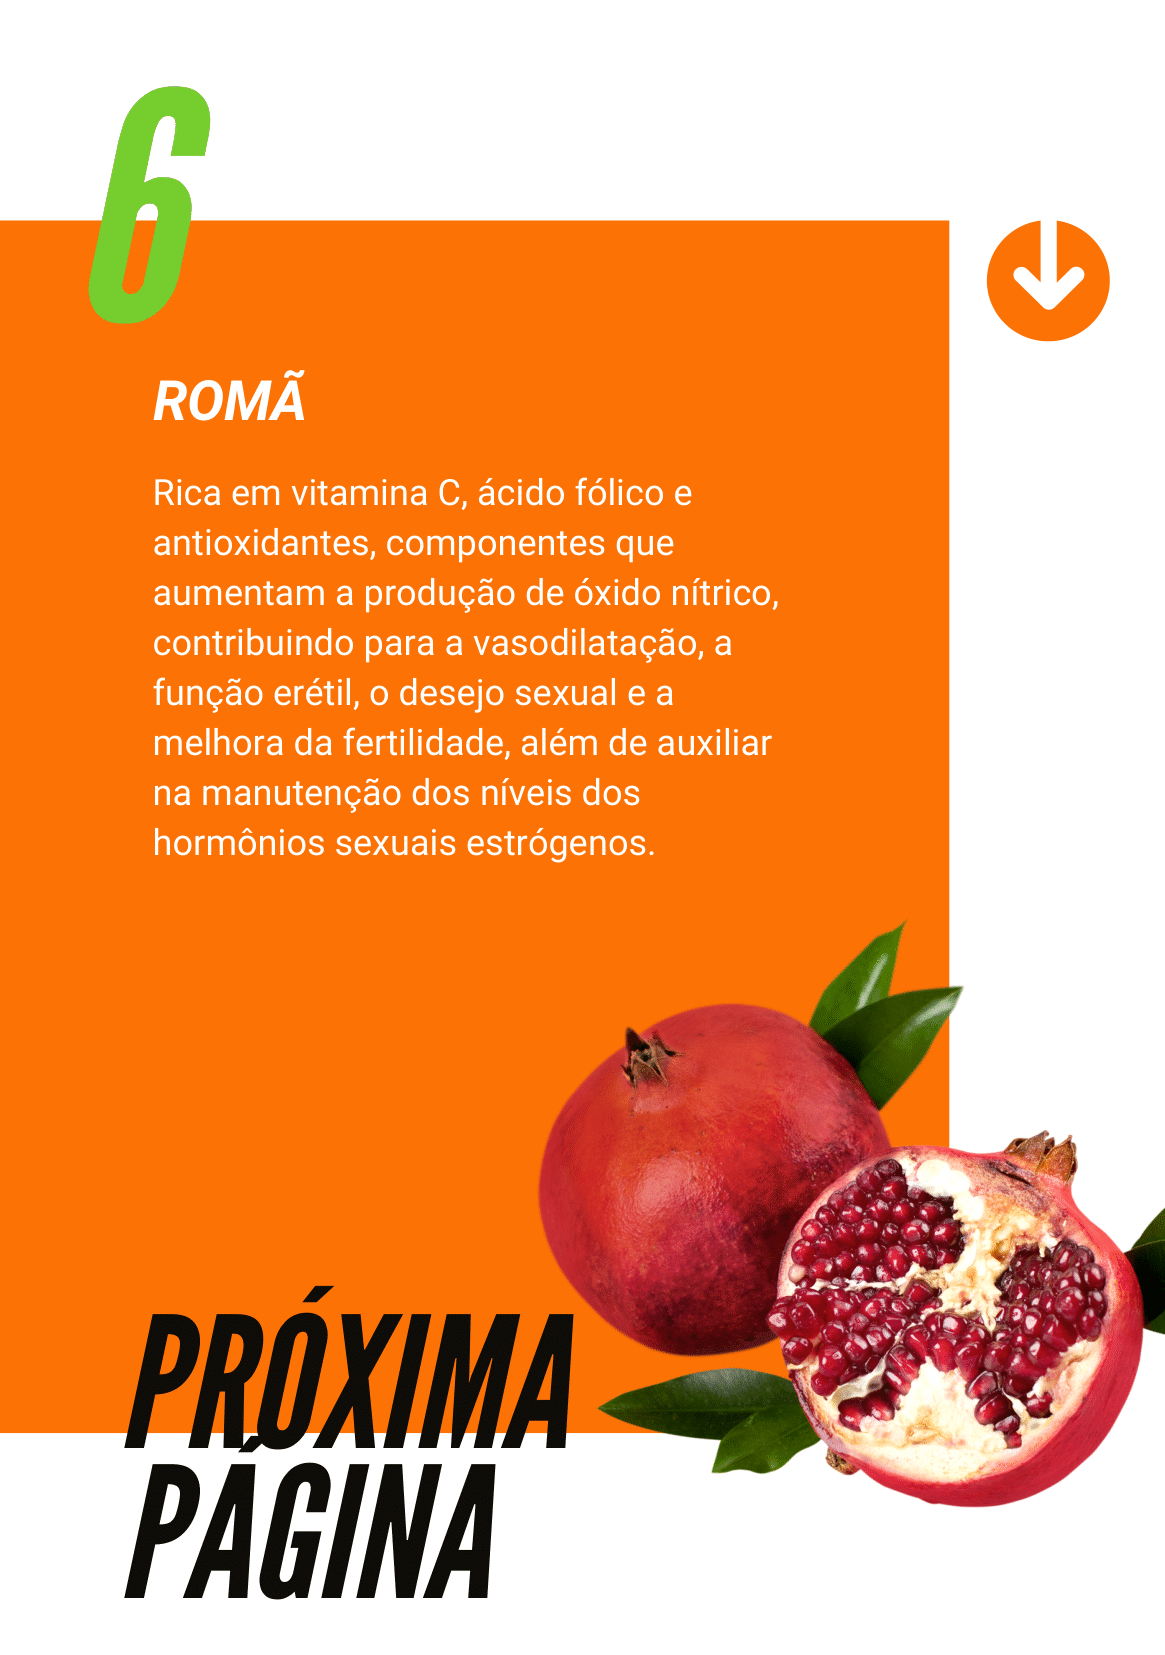 6
ROMÃ
Rica em vitamina C, ácido fólico e
antioxidantes, componentes que
aumentam a produção de óxido nítrico,
contribuindo para a vasodilatação, a
função erétil, o desejo sexual e a
melhora da fertilidade, além de auxiliar
na manutenção dos níveis dos
hormônios sexuais estrógenos.
PRÓXIMA
PÁGINA